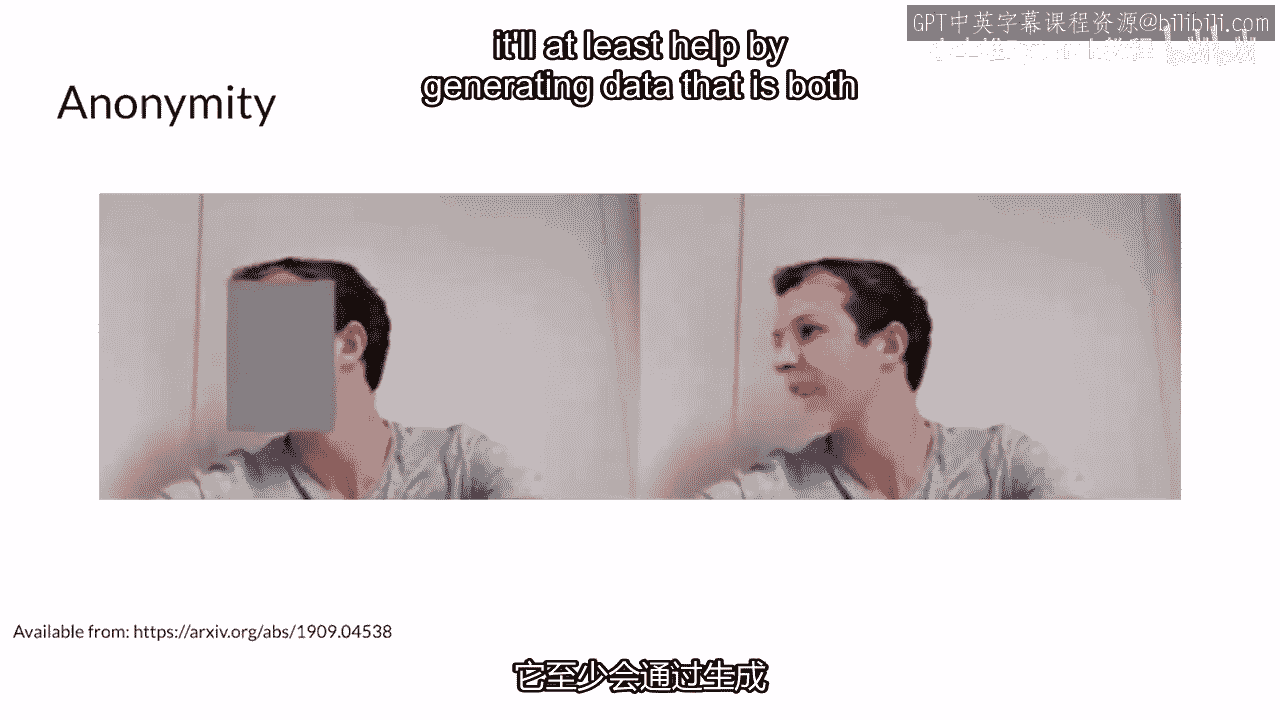 GPT中英字幕课程资源@bilibili.com
it'll at least help by
generating data that is both
Anonymity
Available from: https://arxiv.org/abs/1909.04538
它至少会通过生成